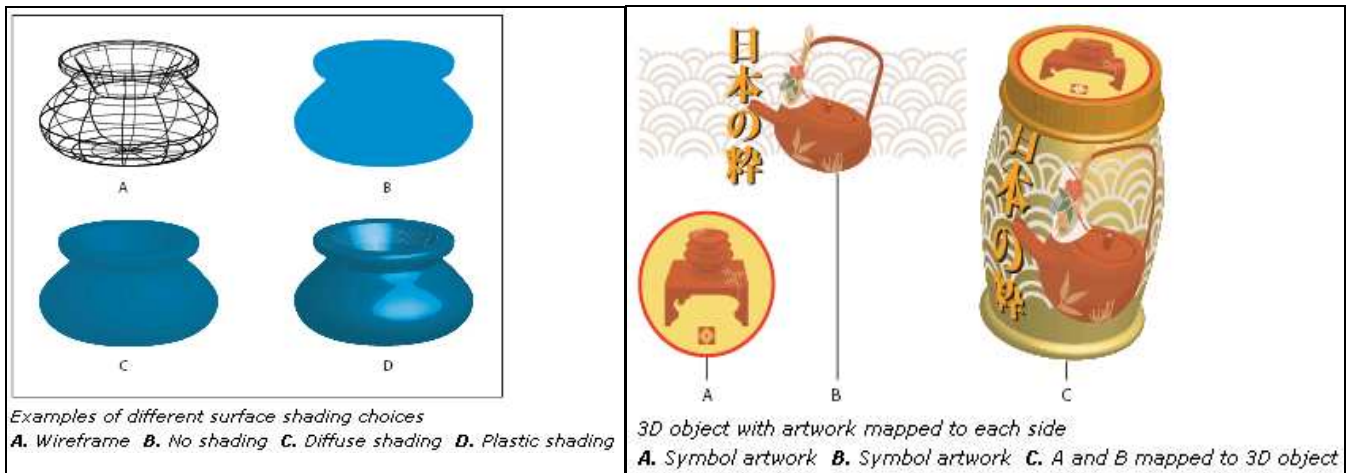 A
B
C
D
Examples of different surface shading choices
A. Wireframe B. No shading C. Diffuse shading D. Plastic shading
日本の粋
日本の粋
A
B
C
3D object with artwork mapped to each side
A. Symbol artwork B. Symbol artwork C. A and B mapped to 3D object